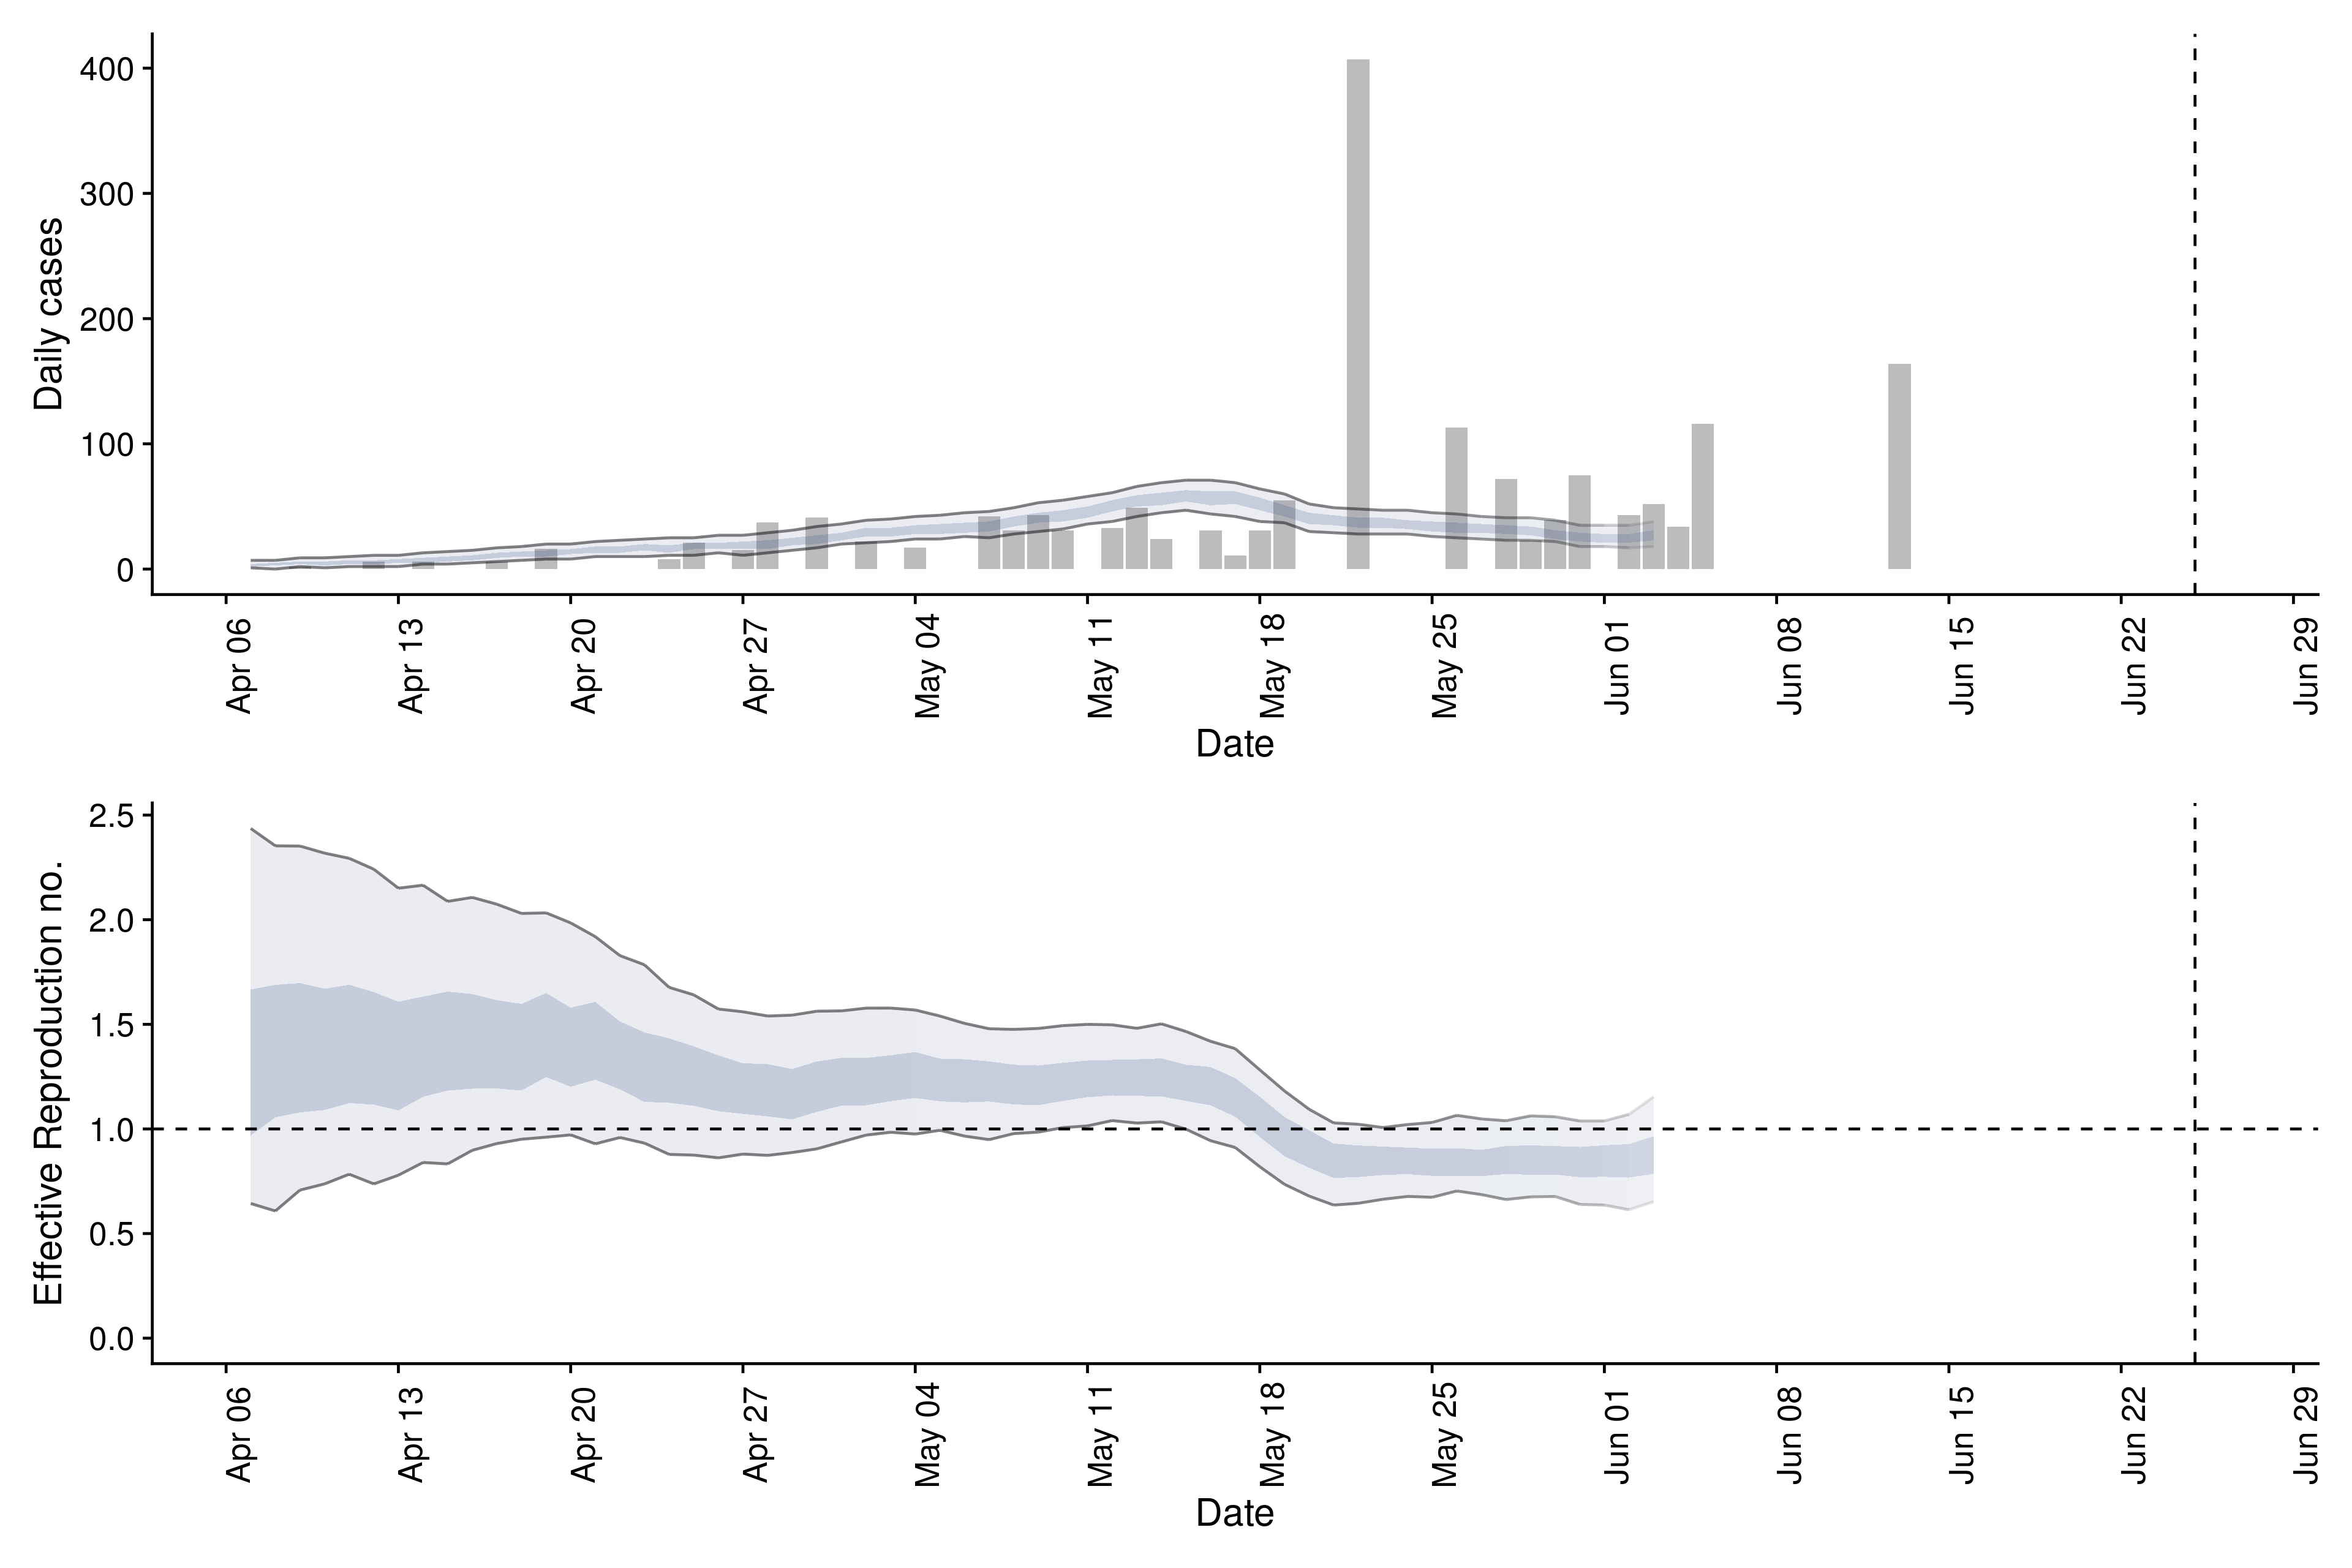 Daily cases
400
300
200
100
0
Apr 06
Apr 13
Apr 20
Apr 27
May 04
May 11
May 18
May 25
Jun 01
Jun 08
Jun 15
Jun 22
Jun 29
Date
Effective Reproduction no.
2.5
2.0
1.5
1.0
0.5
0.0
Apr 06
Apr 13
Apr 20
Apr 27
May 04
May 11
May 18
May 25
Jun 01
Jun 08
Jun 15
Jun 22
Jun 29
Date